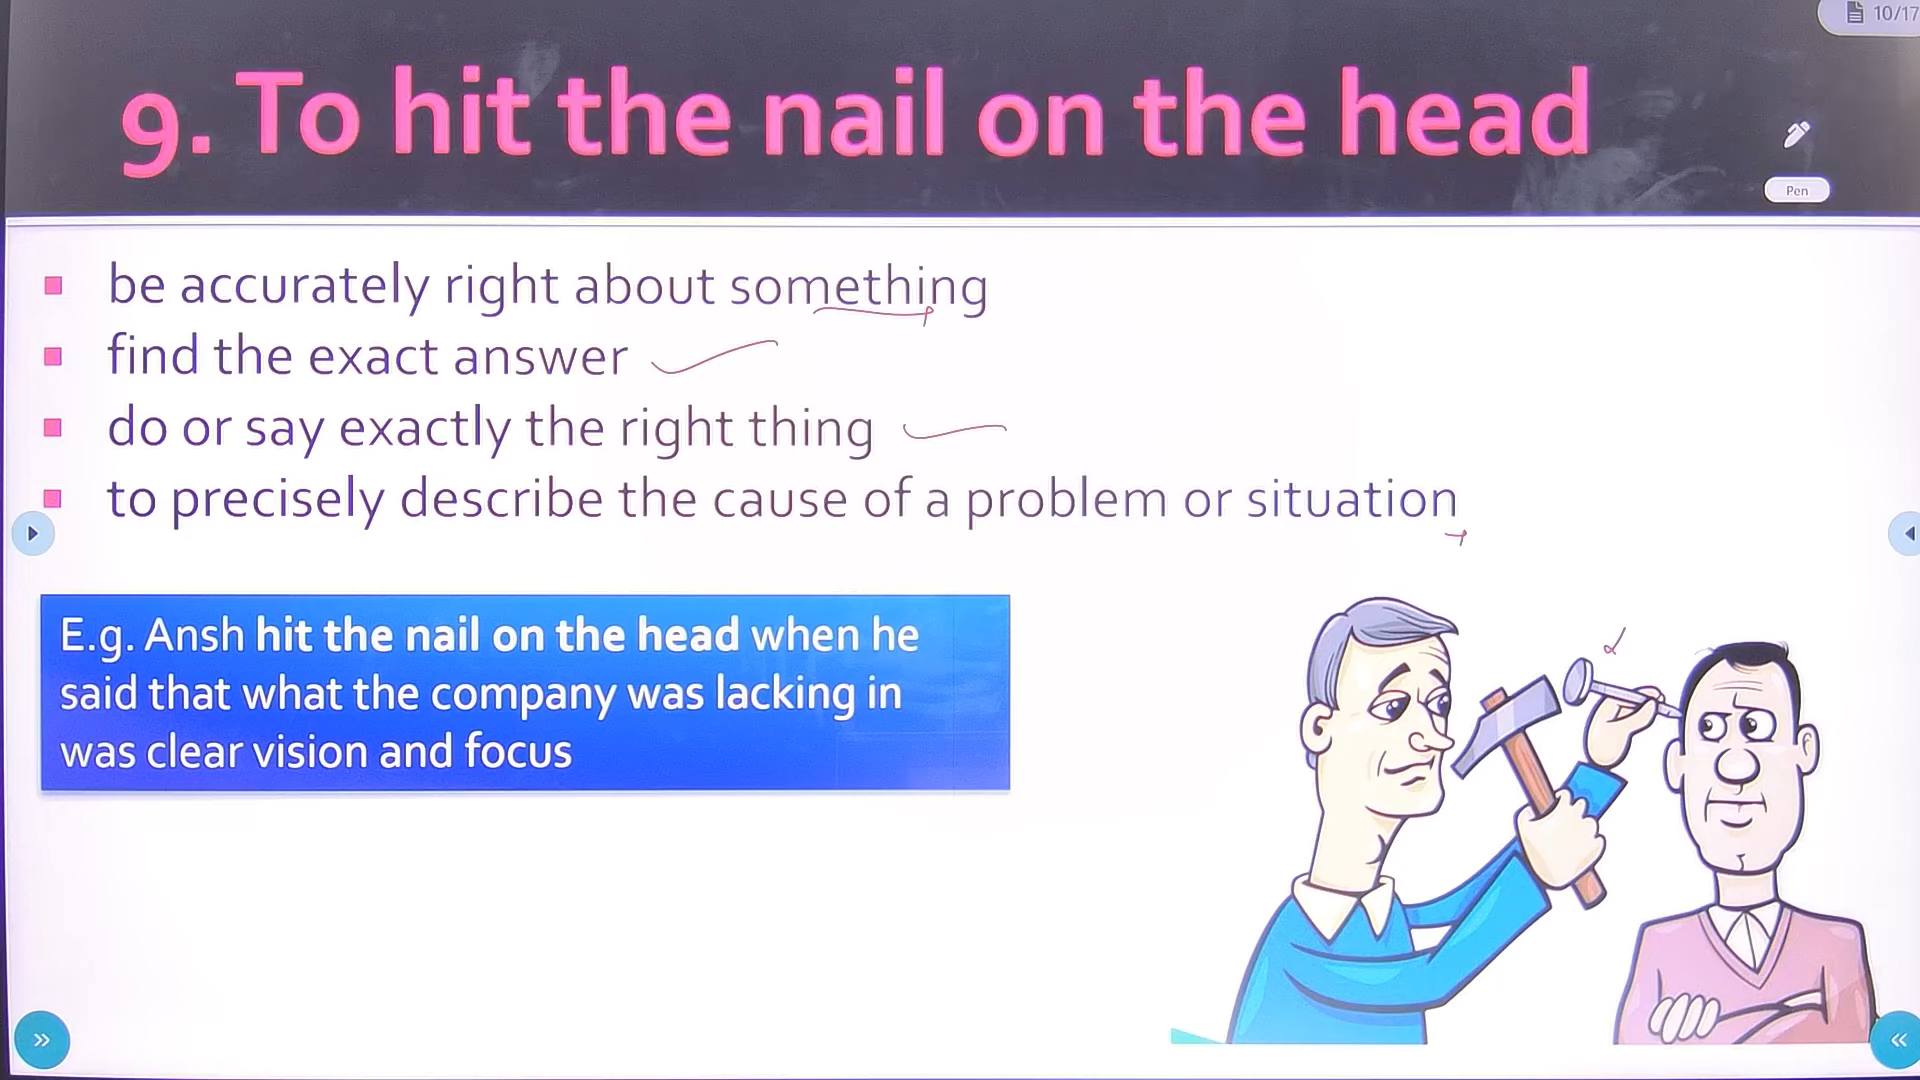 10/17
9. To hit the nail on the head
Pen
be accurately right about something
find the exact answer
do or say exactly the right thing
to precisely describe the cause of a problem or situation
E.g. Ansh hit the nail on the head when he
said that what the company was lacking in
was clear vision and focus